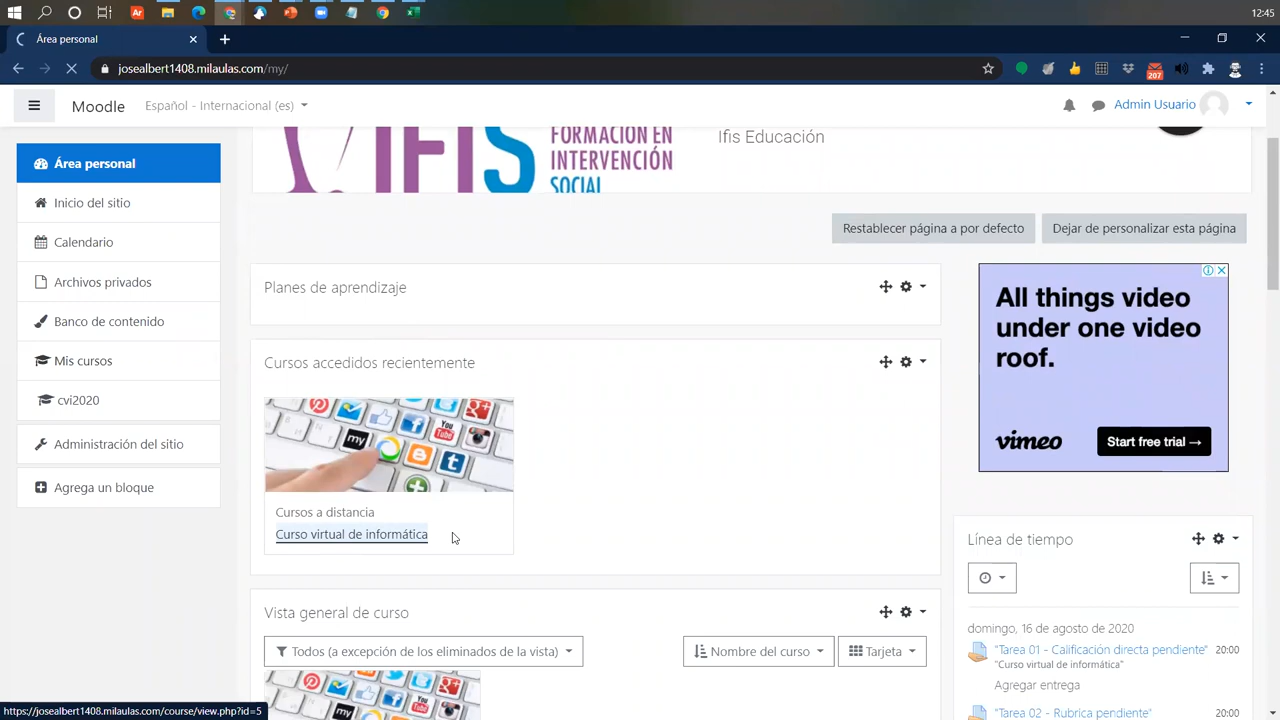 12:45
Área personal
josealbert1408.milaulas.com/my/
207
Moodle
Español - Internacional (es)
Admin Usuario
Área personal
Inicio del sitio
Calendario
Archivos privados
Banco de contenido
Mis cursos
cvi2020
Administración del sitio
Agrega un bloque
IFIS
FORMACIÓN EN
INTERVENCIÓN
SOCIAL
Ifis Educación
Restablecer página a por defecto
Dejar de personalizar esta página
Planes de aprendizaje
Cursos accedidos recientemente
my
You
Tube
Cursos a distancia
Curso virtual de informática
Vista general de curso
Todos (a excepción de los eliminados de la vista)
Nombre del curso
Tarjeta
All things video
under one video
roof.
vimeo
Start free trial →
Línea de tiempo
domingo, 16 de agosto de 2020
"Tarea 01 - Calificación directa pendiente"
20:00
"Curso virtual de informática"
Agregar entrega
"Tarea 02 - Rubrica pendiente"
20:00
https://josealbert1408.milaulas.com/course/view.php?id=5